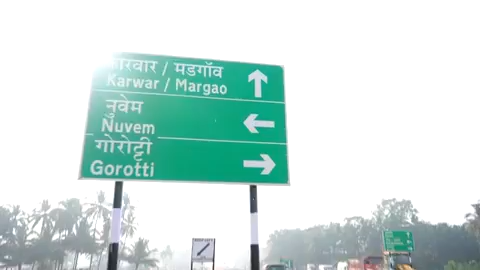 कारवार / मडगॉव
Karwar / Margao
नुवेम
Nuvem
गोरोट्टी
Gorotti